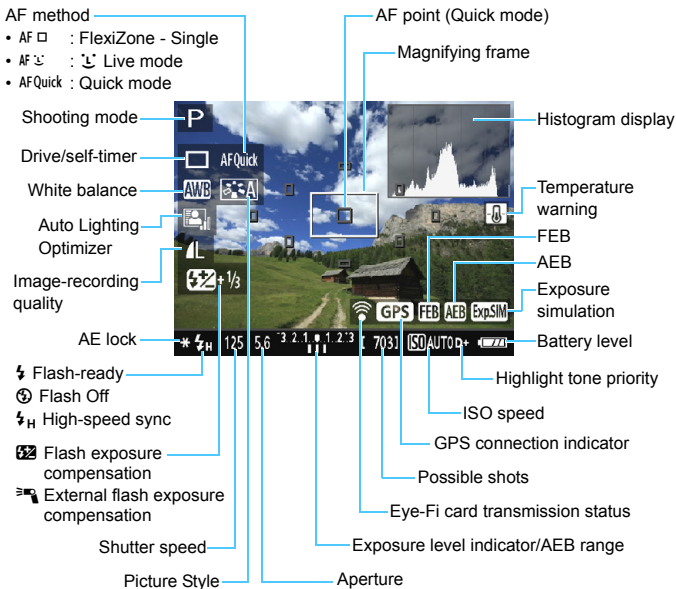 AF method
• AF □ : FlexiZone - Single
• AF : Live mode
• AFQuick : Quick mode
AF point (Quick mode)
Magnifying frame
Shooting mode
Drive/self-timer
White balance
Auto Lighting
Optimizer
Image-recording
quality
AE lock
Flash-ready
Flash Off
H High-speed sync
Flash exposure
compensation
External flash exposure
compensation
Shutter speed
Picture Style
Aperture
P
AFQuick
AWB
A
L
+1/3
GPS FEB AEB Exp.SIM
* H 125 5.6 -3..2..1..0..1..2.:3 [ 703] ISO AUTO D+
Histogram display
Temperature
warning
FEB
AEB
Exposure
simulation
Battery level
Highlight tone priority
ISO speed
GPS connection indicator
Possible shots
Eye-Fi card transmission status
Exposure level indicator/AEB range